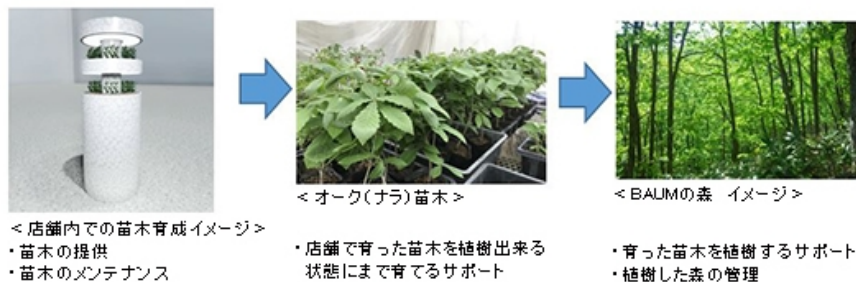 ＜店舗内での苗木育成イメージ＞
・苗木の提供
・苗木のメンテナンス
＜オーク(ナラ)苗木＞
・店舗で育った苗木を植樹出来る
状態にまで育てるサポート
＜BAUMの森　イメージ＞
・育った苗木を植樹するサポート
・植樹した森の管理